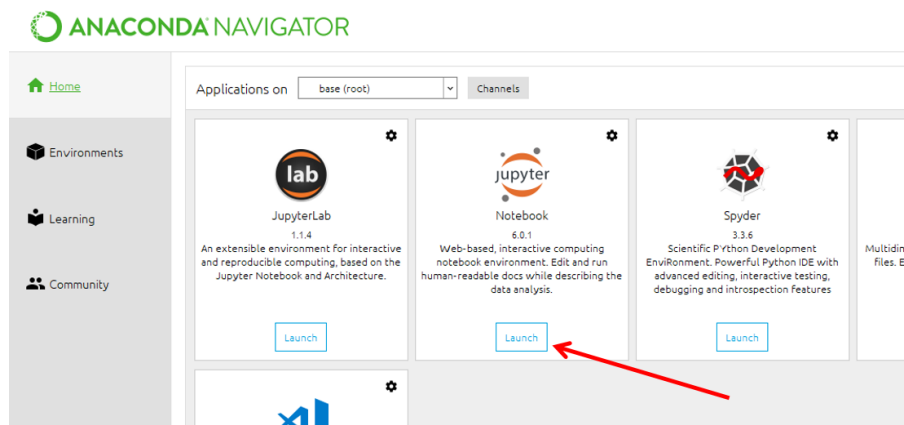 ANACONDA NAVIGATOR
Home
Environments
Learning
Community
Applications on
base (root)
Channels
lab
JupyterLab
1.1.4
An extensible environment for interactive
and reproducible computing, based on the
Jupyter Notebook and Architecture.
Launch
jupyter
Notebook
6.0.1
Web-based, interactive computing
notebook environment. Edit and run
human-readable docs while describing the
data analysis.
Launch
Spyder
3.3.6
Scientific PYthon Development
EnviRonment. Powerful Python IDE with
advanced editing, interactive testing,
debugging and introspection features
Launch
files.